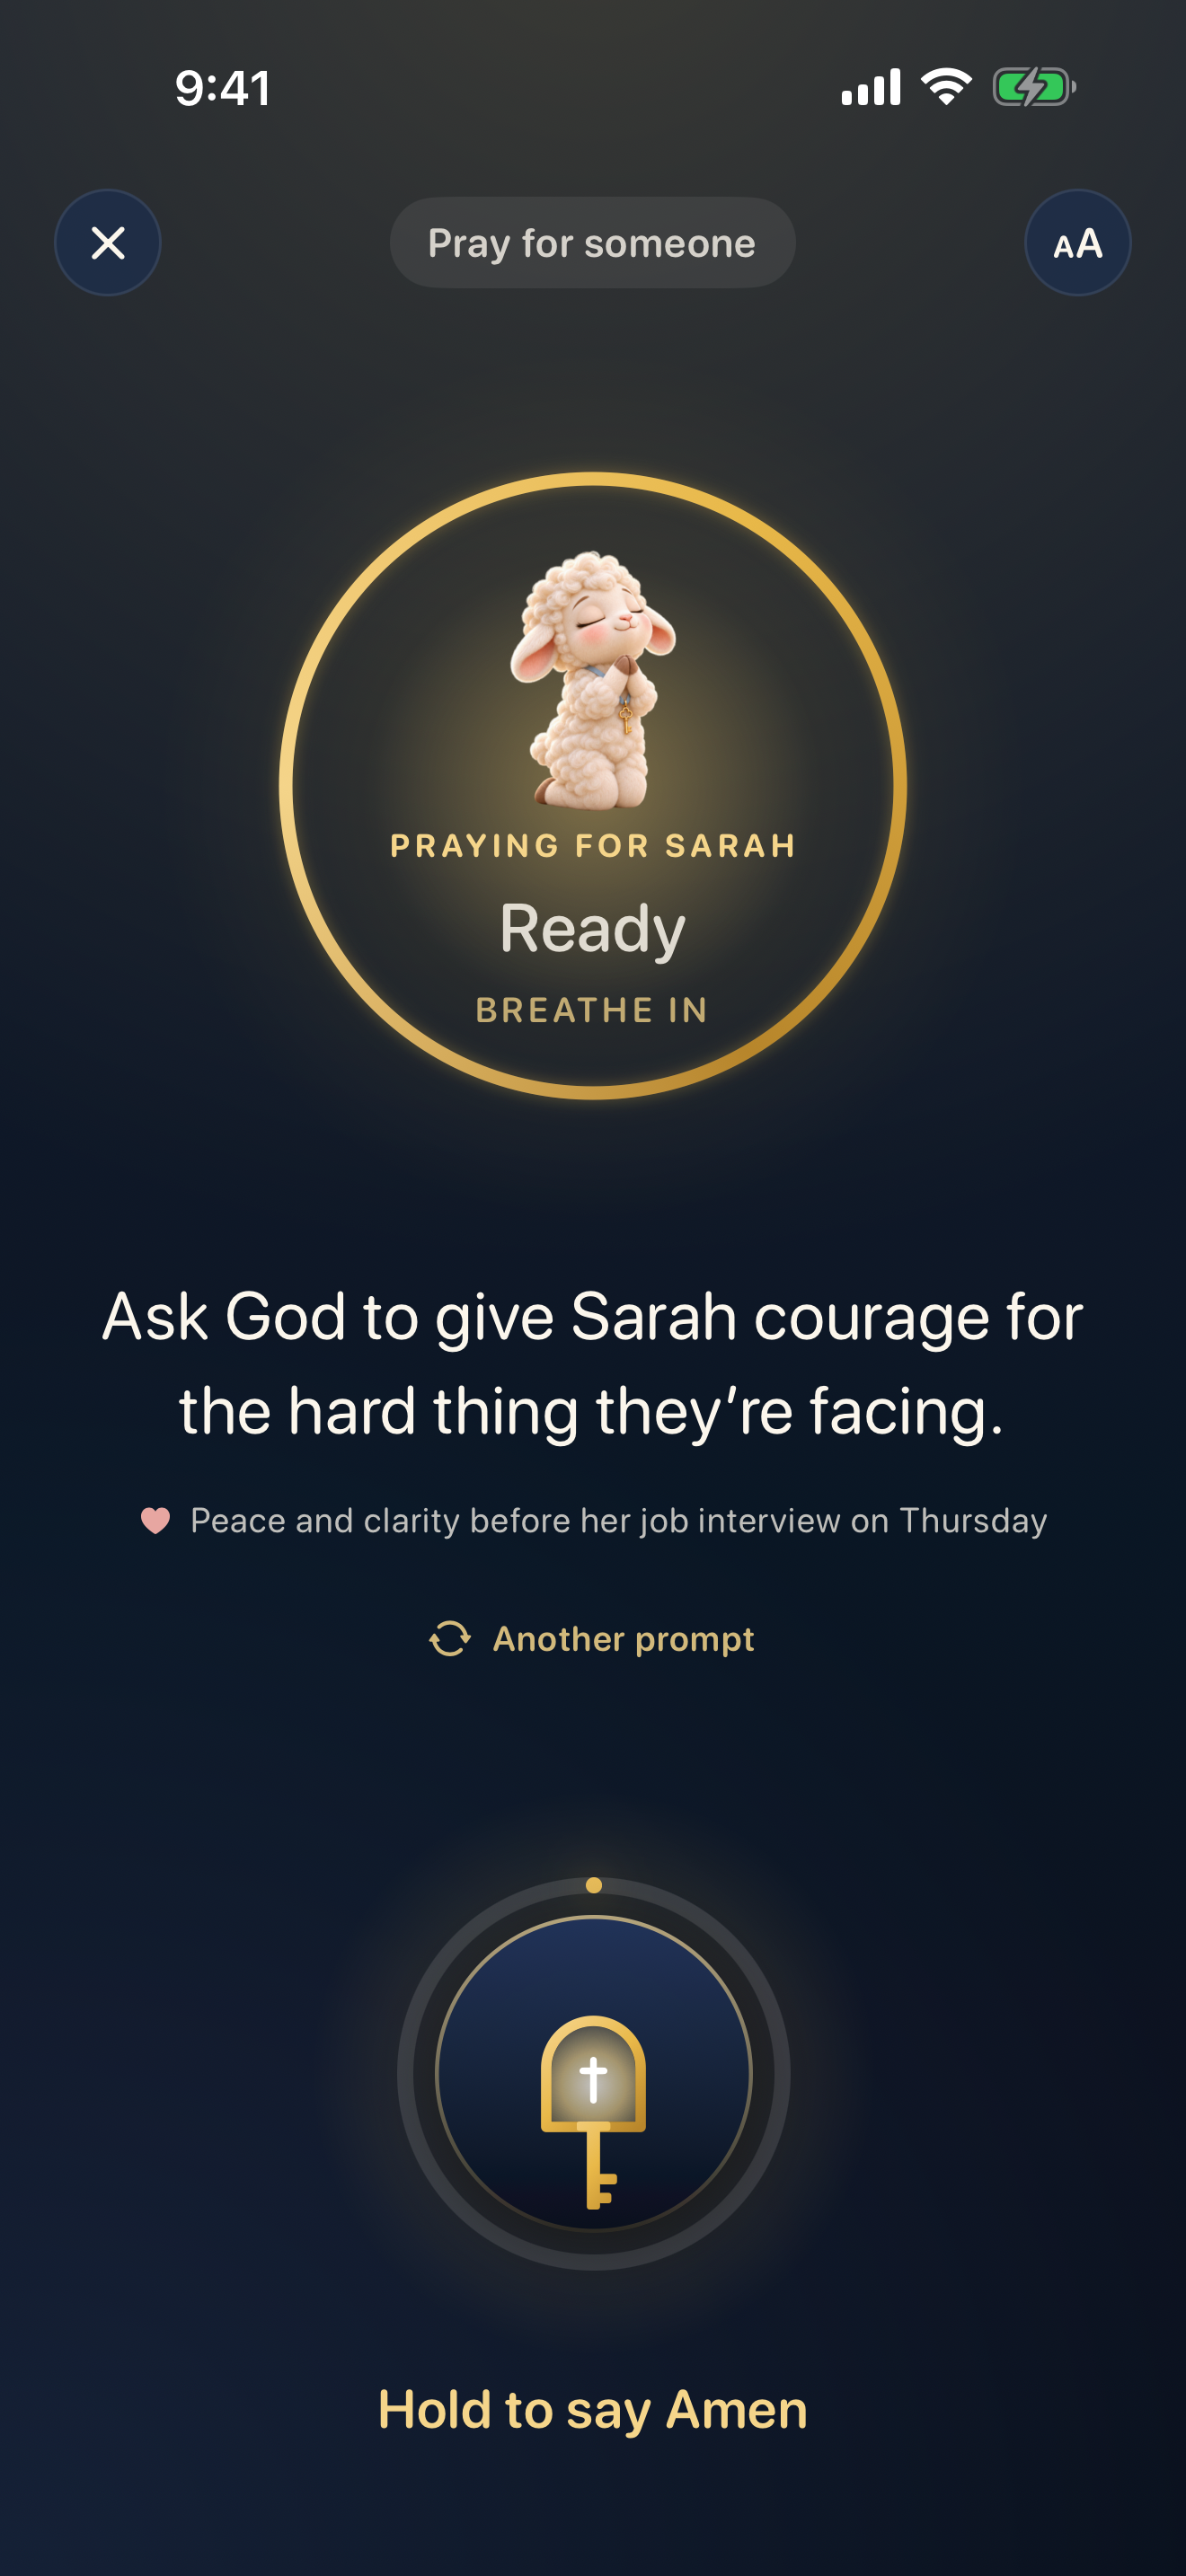 9:41
Pray for someone
AA
PRAYING FOR SARAH
Ready
BREATHE IN
Ask God to give Sarah courage for
the hard thing they’re facing.
Peace and clarity before her job interview on Thursday
Another prompt
Hold to say Amen